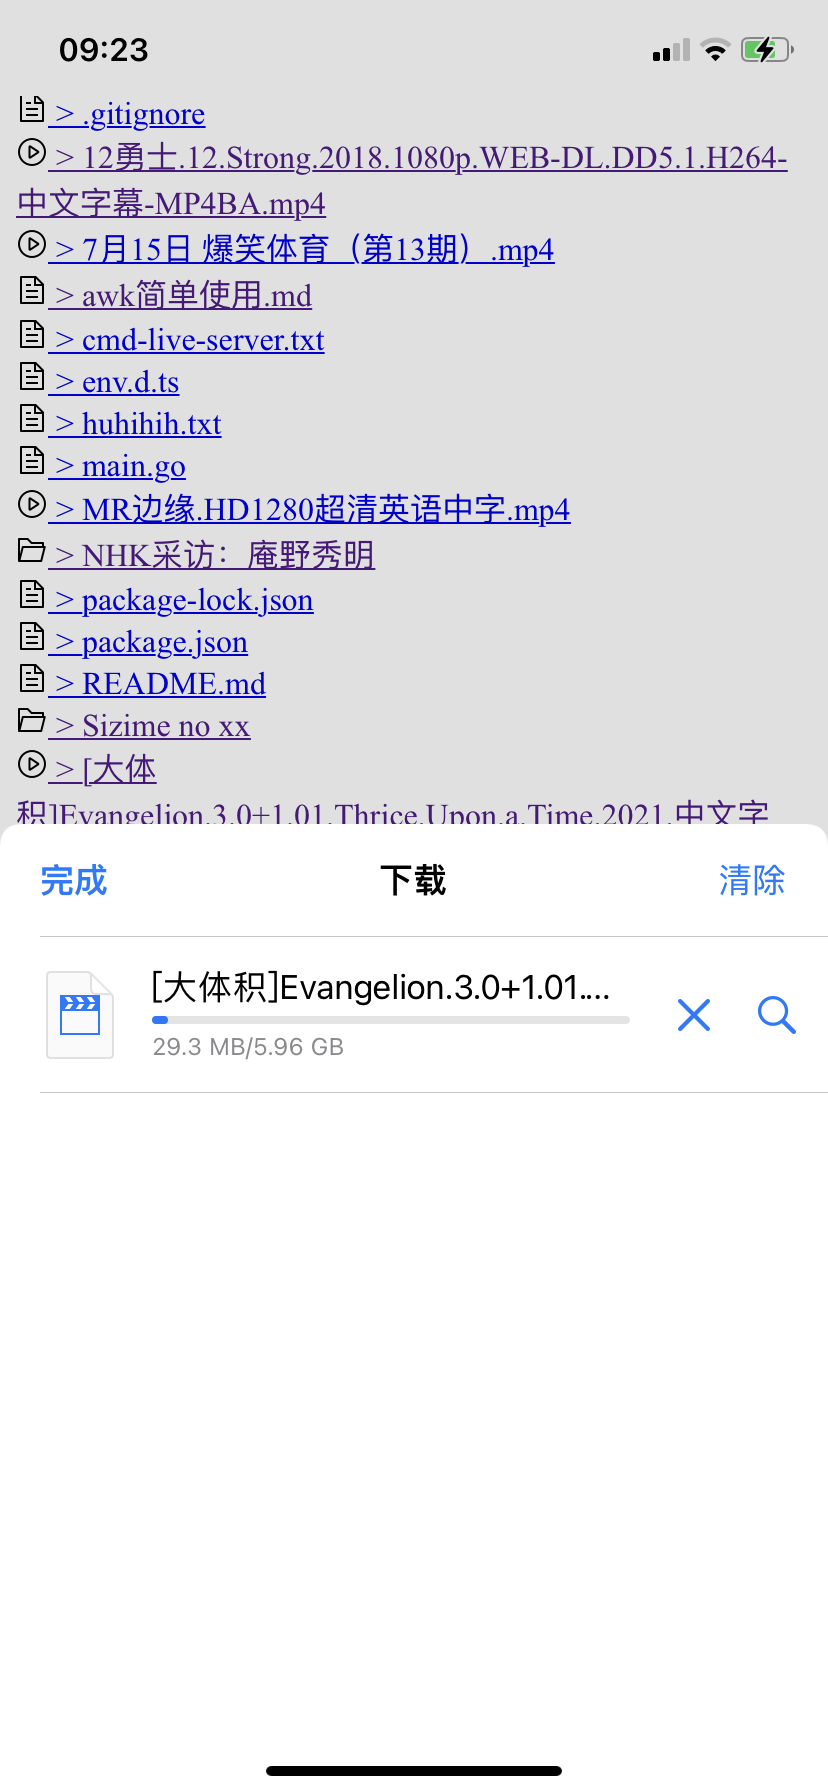 09:23
> .gitignore
> 12勇士.12.Strong.2018.1080p.WEB-DL.DD5.1.H264-
中文字幕-MP4BA.mp4
> 7月15日 爆笑体育（第13期）.mp4
> awk简单使用.md
> cmd-live-server.txt
> env.d.ts
> huhihih.txt
> main.go
> MR边缘.HD1280超清英语中字.mp4
> NHK采访：庵野秀明
> package-lock.json
> package.json
> README.md
> Sizime no xx
> [大体
积]Evangelion.3.0+1.01.Thrice.Upon.a.Time.2021.中文字
完成 下载 清除
[大体积]Evangelion.3.0+1.01....
29.3 MB/5.96 GB